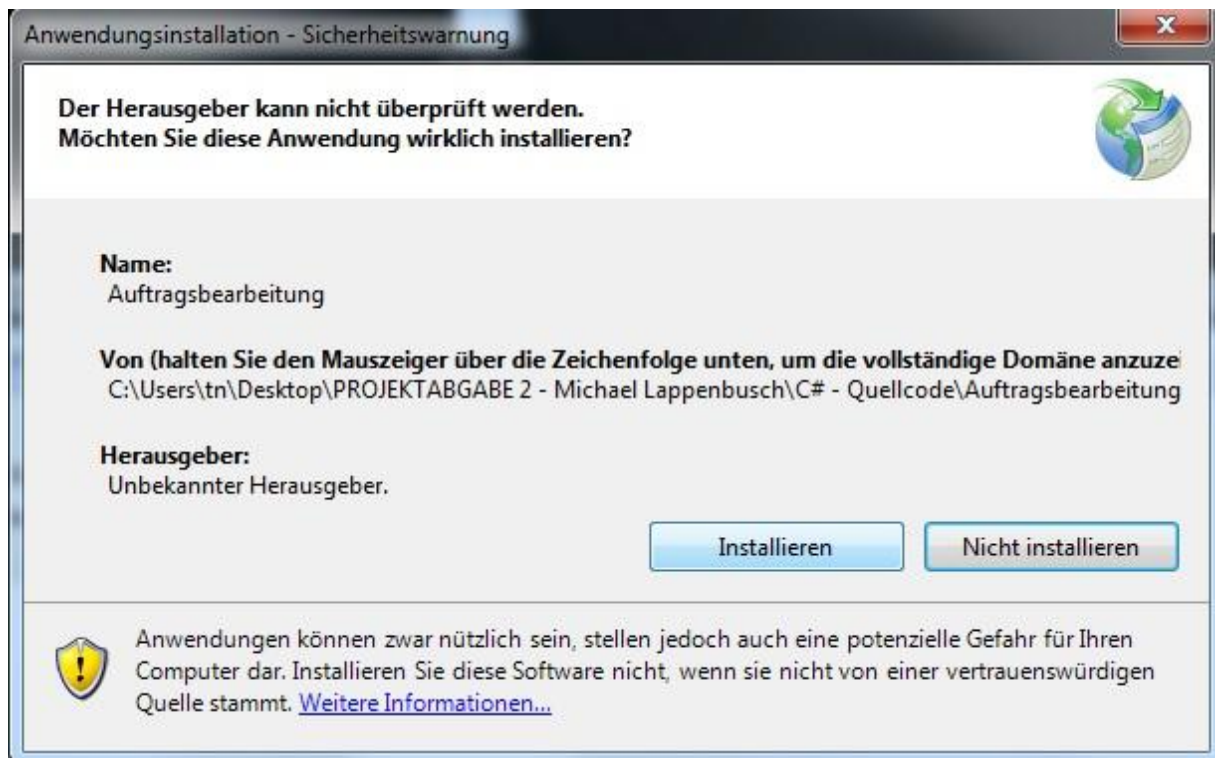 Anwendungsinstallation - Sicherheitswarnung
Der Herausgeber kann nicht überprüft werden.
Möchten Sie diese Anwendung wirklich installieren?
Name:
Auftragsbearbeitung
Von (halten Sie den Mauszeiger über die Zeichenfolge unten, um die vollständige Domäne anzuzei
C:\Users\tn\Desktop\PROJEKTABGABE 2 - Michael Lappenbusch\C# - Quellcode\Auftragsbearbeitung
Herausgeber:
Unbekannter Herausgeber.
Installieren
Nicht installieren
Anwendungen können zwar nützlich sein, stellen jedoch auch eine potenzielle Gefahr für Ihren
Computer dar. Installieren Sie diese Software nicht, wenn sie nicht von einer vertrauenswürdigen
Quelle stammt. Weitere Informationen...